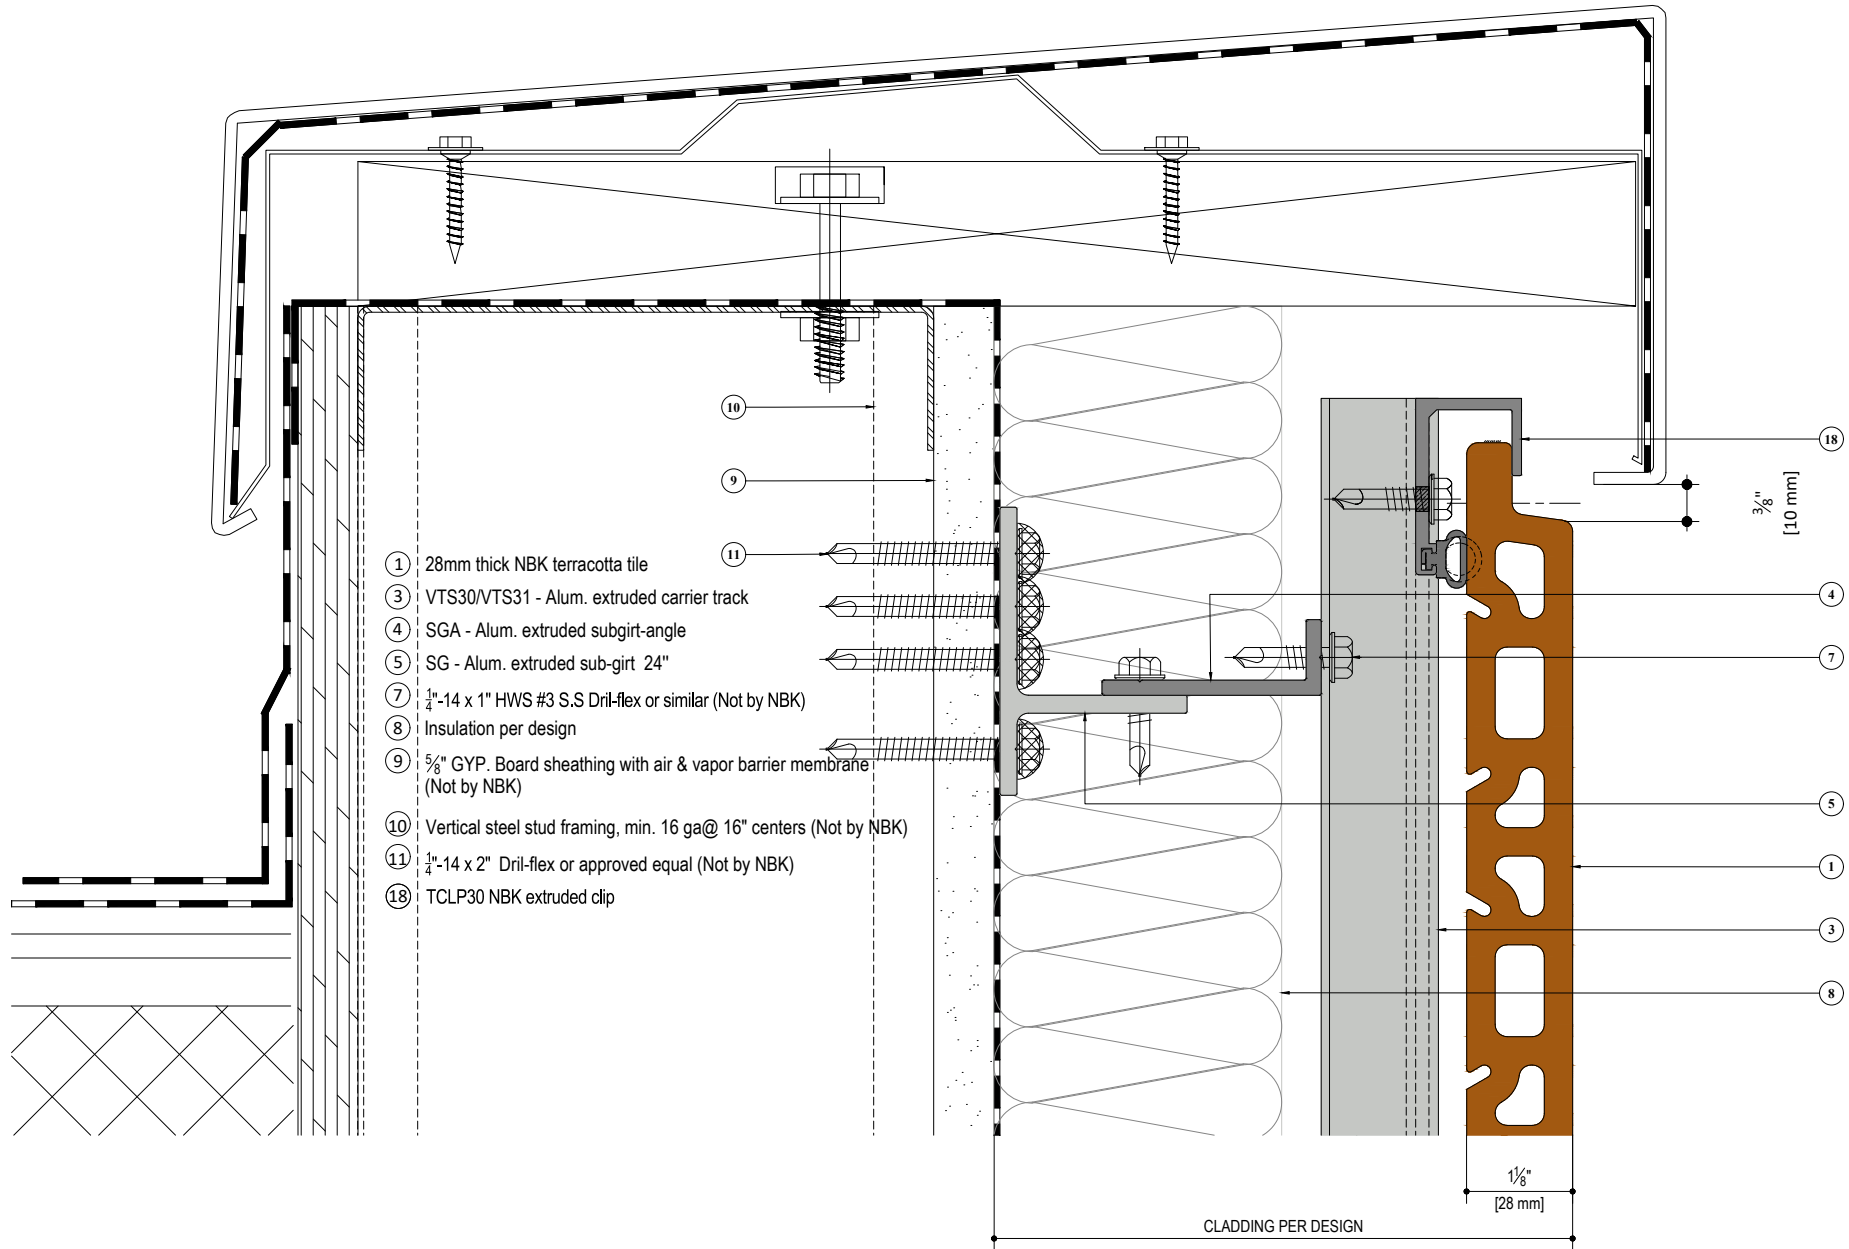 10
9
11
1 28mm thick NBK terracotta tile
3 VTS30/VTS31 - Alum. extruded carrier track
4 SGA - Alum. extruded subgirt-angle
5 SG - Alum. extruded sub-girt 24"
7 1/4"-14 x 1" HWS #3 S.S Dril-flex or similar (Not by NBK)
8 Insulation per design
9 5/8" GYP. Board sheathing with air & vapor barrier membrane
(Not by NBK)
10 Vertical steel stud framing, min. 16 ga@ 16" centers (Not by NBK)
11 1/4"-14 x 2" Dril-flex or approved equal (Not by NBK)
18 TCLP30 NBK extruded clip
18
3/8"
[10 mm]
4
7
5
1
3
8
1 1/8"
[28 mm]
CLADDING PER DESIGN